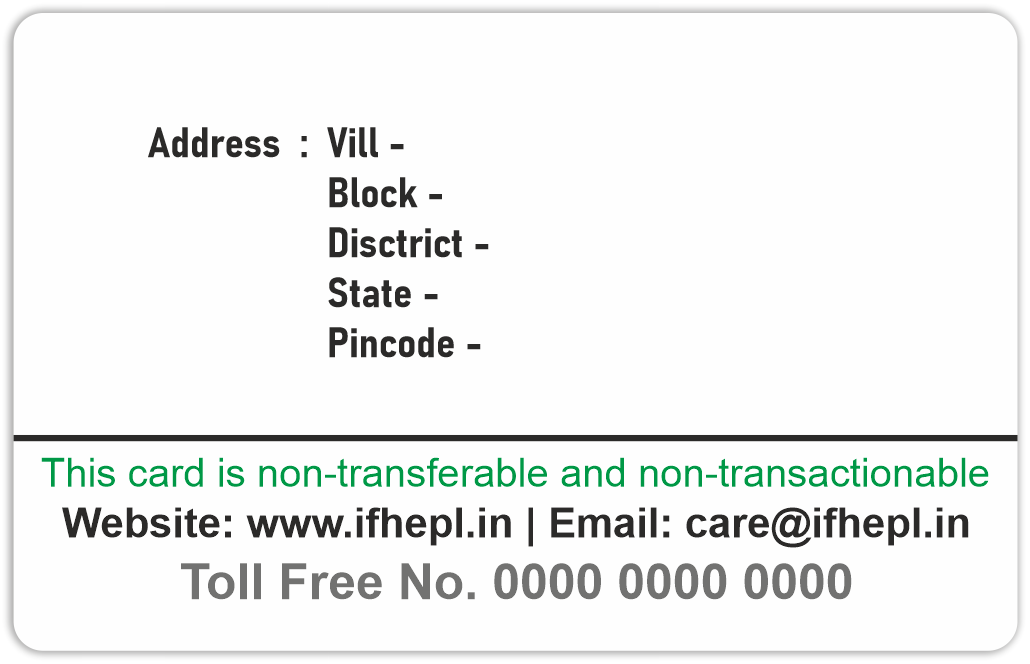 Address : Vill -
Block -
Disctrict -
State -
Pincode -
This card is non-transferable and non-transactionable
Website: www.ifhepl.in | Email: care@ifhepl.in
Toll Free No. 0000 0000 0000